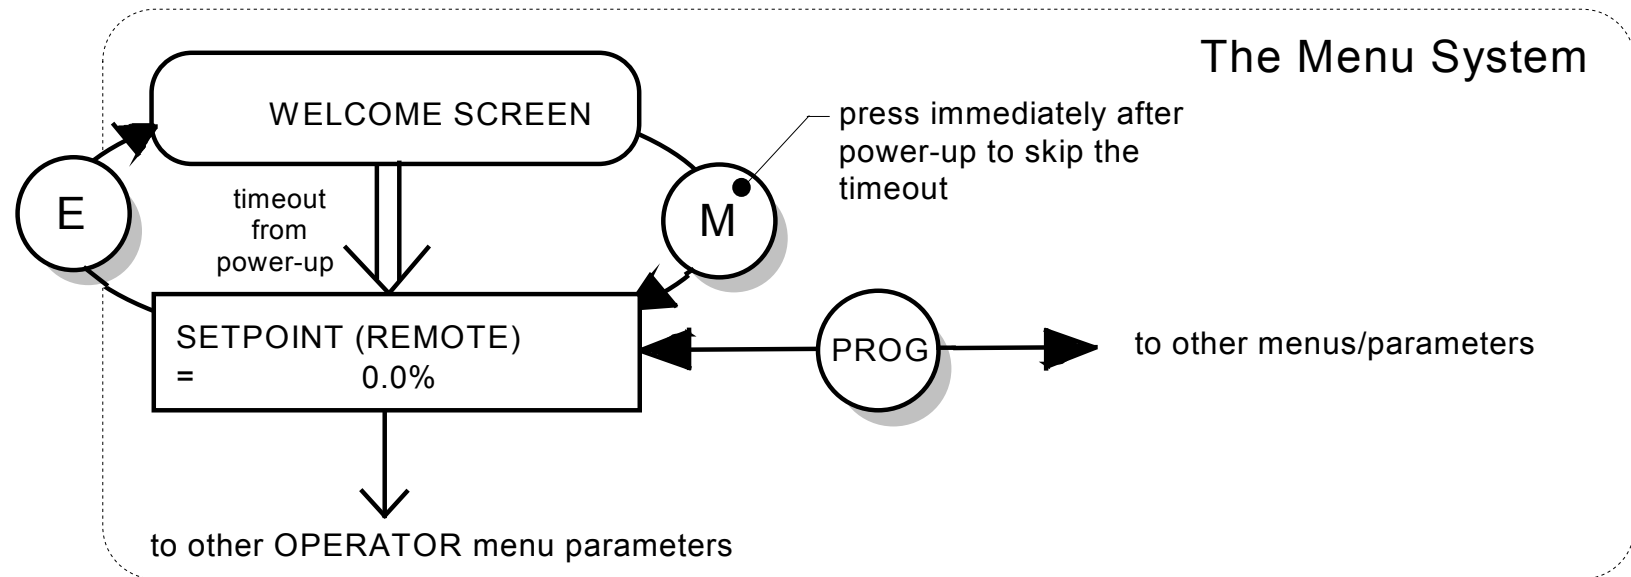 The Menu System
WELCOME SCREEN
press immediately after
power-up to skip the
timeout
E
timeout
from
power-up
M
SETPOINT (REMOTE)
= 0.0%
PROG
to other menus/parameters
to other OPERATOR menu parameters